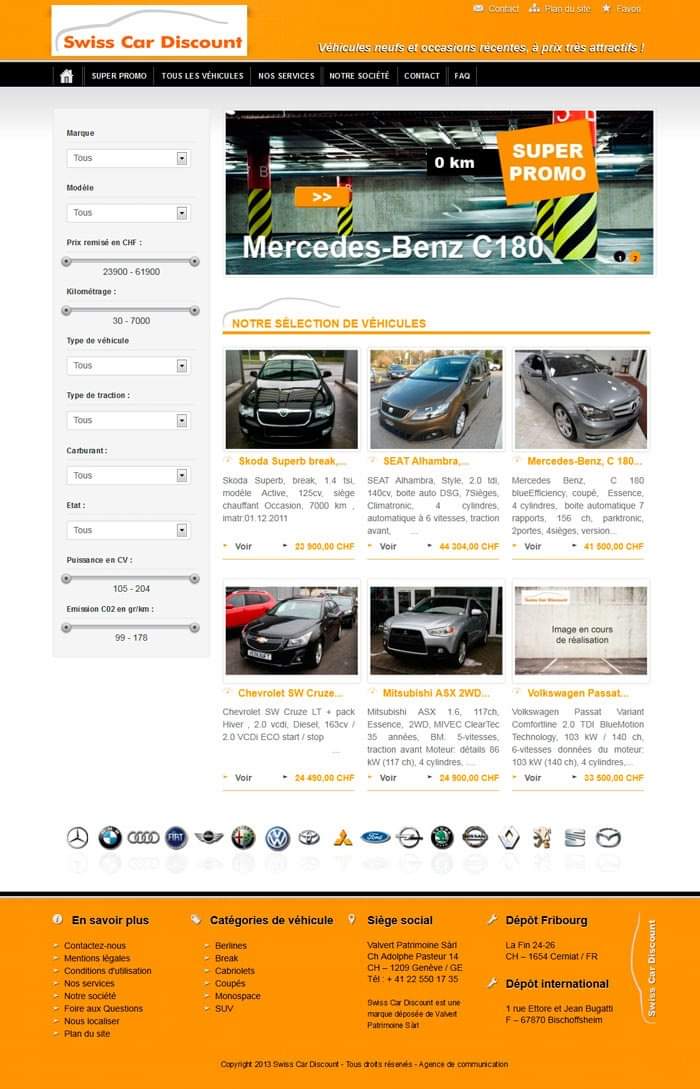 Swiss Car Discount
Contact Plan du site Favori
Véhicules neufs et occasions récentes, à prix très attractifs !
SUPER PROMO TOUS LES VÉHICULES NOS SERVICES NOTRE SOCIÉTÉ CONTACT FAQ
Marque
Tous
Modèle
Tous
Prix remisé en CHF :
23900 - 61900
Kilométrage :
30 - 7000
Type de véhicule
Tous
Type de traction :
Tous
Carburant :
Tous
Etat :
Tous
Puissance en CV :
105 - 204
Emission C02 en gr/km :
99 - 178
0 km
SUPER
PROMO
>>
Mercedes-Benz C180
1 2
NOTRE SÉLECTION DE VÉHICULES
Skoda Superb break,...
Skoda Superb, break, 1.4 tsi,
modèle Active, 125cv, siège
chauffant Occasion, 7000 km ,
imatr:01.12.2011
Voir 23 900,00 CHF
SEAT Alhambra,...
SEAT Alhambra, Style, 2.0 tdi,
140cv, boite auto DSG, 7Sièges,
Climatronic, 4 cylindres,
automatique à 6 vitesses, traction
avant, ...
Voir 44 304,00 CHF
Mercedes-Benz, C 180...
Mercedes Benz, C 180
blueEfficiency, coupé, Essence,
4 cylindres, boite automatique 7
rapports, 156 ch, parktronic,
2portes, 4sièges, version...
Voir 41 500,00 CHF
Chevrolet SW Cruze...
Chevrolet SW Cruze LT + pack
Hiver , 2.0 vcdi, Diesel, 163cv /
2.0 VCDi ECO start / stop
...
Voir 24 490,00 CHF
Mitsubishi ASX 2WD...
Mitsubishi ASX 1.6, 117ch,
Essence, 2WD, MIVEC ClearTec
35 années, BM. 5-vitesses,
traction avant Moteur: détails 86
kW (117 ch), 4 cylindres, ...
Voir 24 900,00 CHF
Swiss Car Discount
Image en cours
de réalisation
Volkswagen Passat...
Volkswagen Passat Variant
Comfortline 2.0 TDI BlueMotion
Technology, 103 kW / 140 ch,
6-vitesses données du moteur:
103 kW (140 ch), 4 cylindres,...
Voir 33 500,00 CHF
En savoir plus
Contactez-nous
Mentions légales
Conditions d'utilisation
Nos services
Notre société
Foire aux Questions
Nous localiser
Plan du site
Catégories de véhicule
Berlines
Break
Cabriolets
Coupés
Monospace
SUV
Siège social
Valvert Patrimoine Sàrl
Ch Adolphe Pasteur 14
CH – 1209 Genève / GE
Tél : + 41 22 550 17 35
Swiss Car Discount est une
marque déposée de Valvert
Patrimoine Sàrl
Dépôt Fribourg
La Fin 24-26
CH – 1654 Cerniat / FR
Dépôt international
1 rue Ettore et Jean Bugatti
F – 67870 Bischoffsheim
Swiss Car Discount
Copyright 2013 Swiss Car Discount - Tous droits résenés - Agence de communication